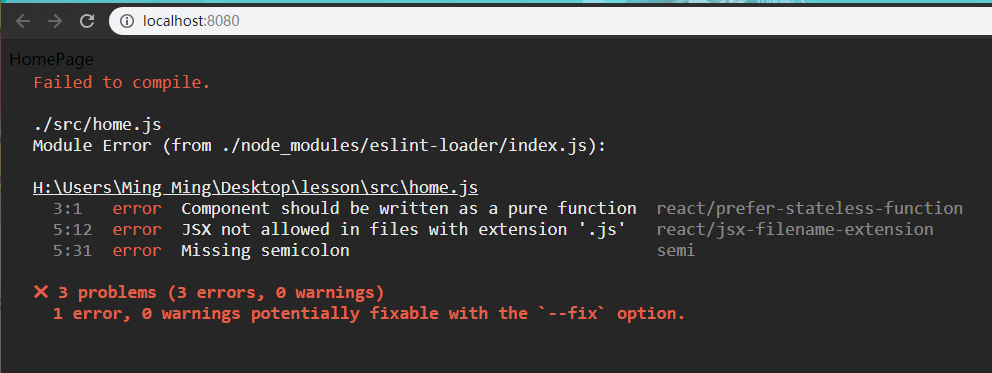 localhost:8080
HomePage
Failed to compile.
./src/home.js
Module Error (from ./node_modules/eslint-loader/index.js):
H:\Users\Ming Ming\Desktop\lesson\src\home.js
3:1 error Component should be written as a pure function react/prefer-stateless-function
5:12 error JSX not allowed in files with extension '.js' react/jsx-filename-extension
5:31 error Missing semicolon semi
✕ 3 problems (3 errors, 0 warnings)
1 error, 0 warnings potentially fixable with the `--fix` option.